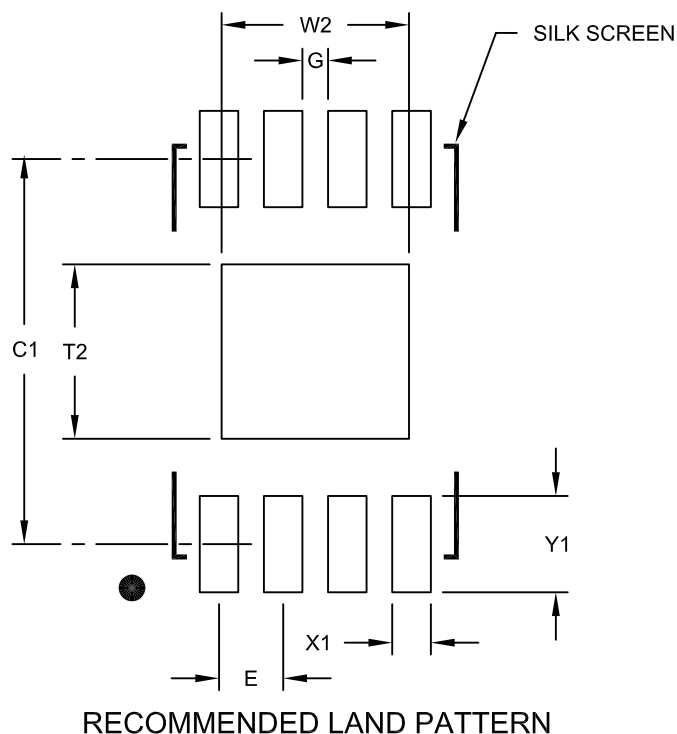 W2
SILK SCREEN
G
C1
T2
Y1
X1
E
RECOMMENDED LAND PATTERN